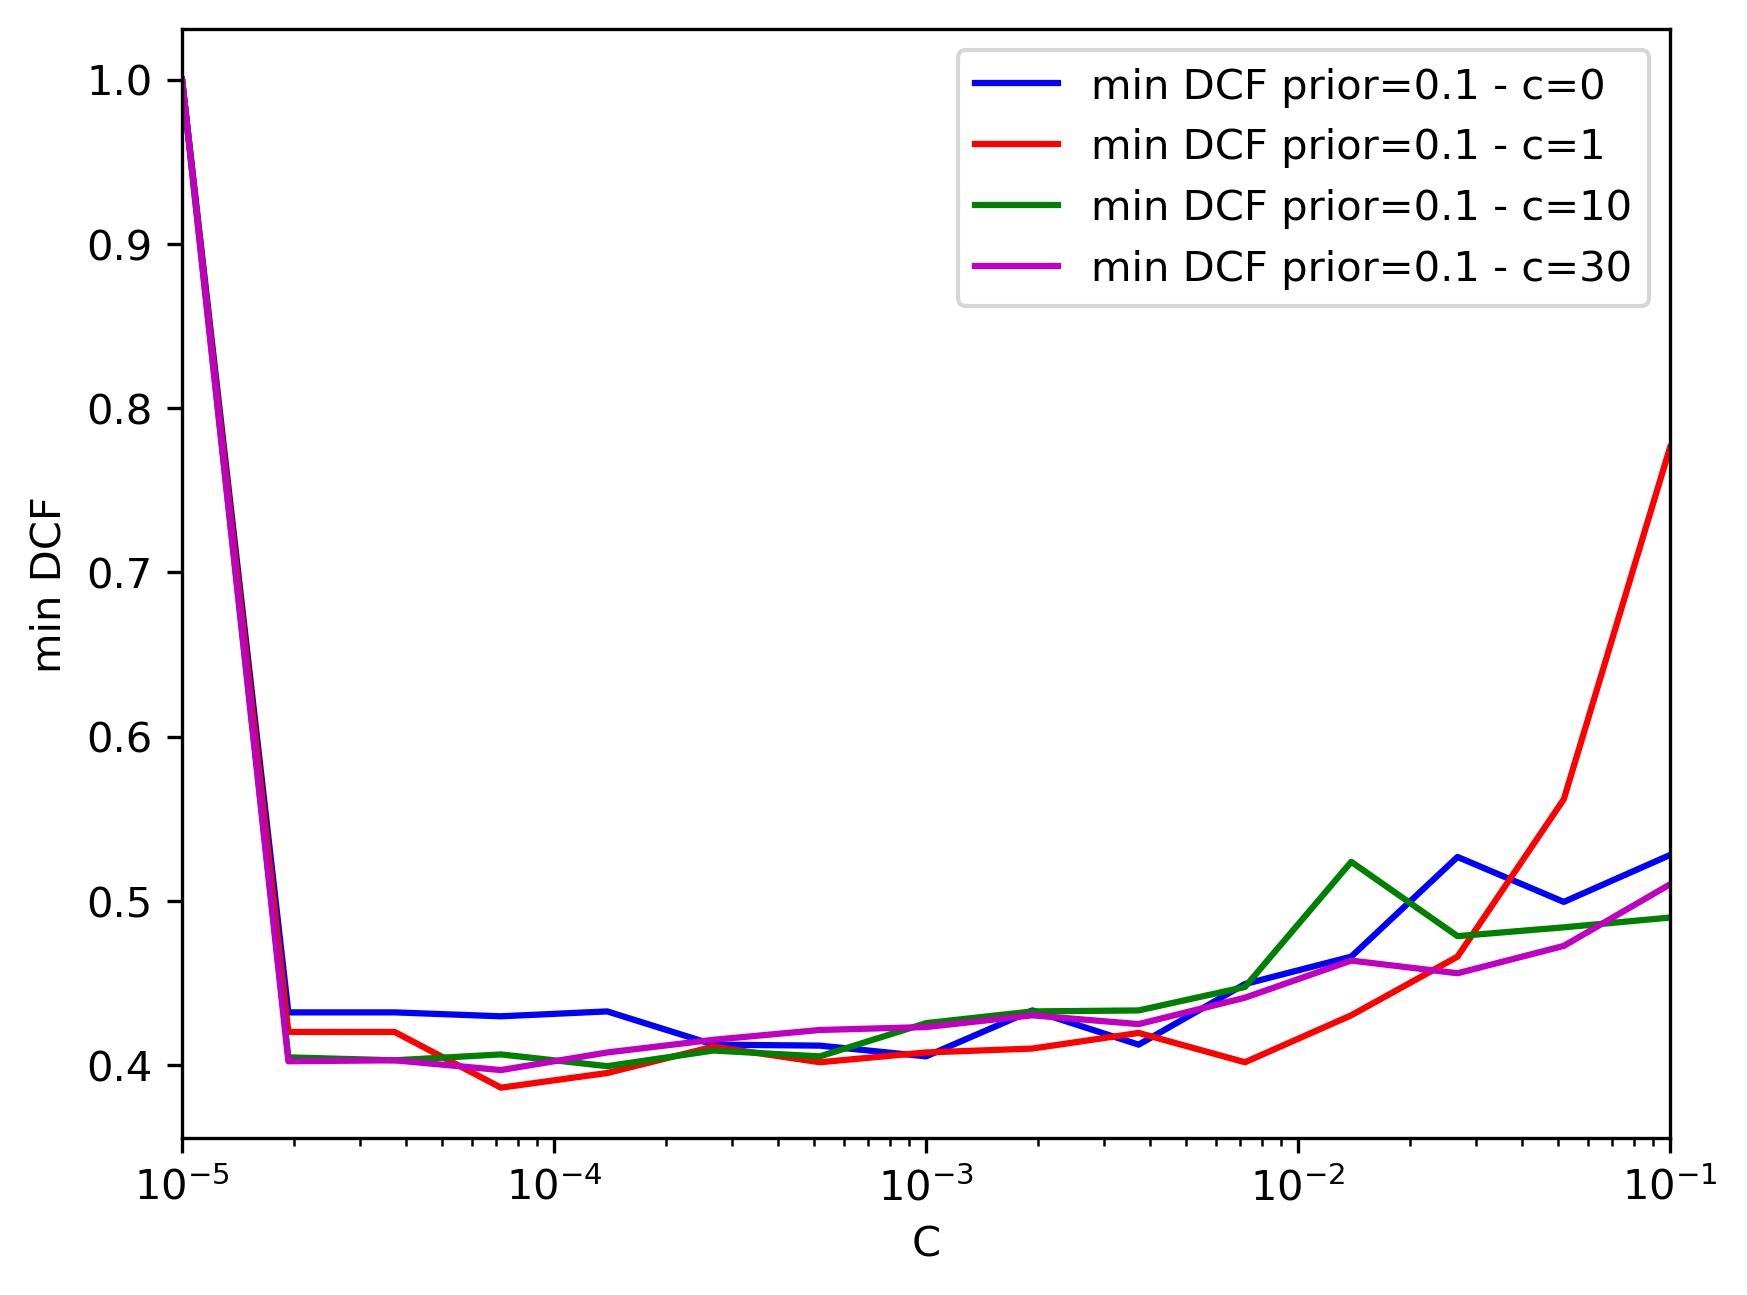 min DCF prior=0.1 - c=0
min DCF prior=0.1 - c=1
min DCF prior=0.1 - c=10
min DCF prior=0.1 - c=30
1.0
0.9
0.8
0.7
0.6
0.5
0.4
min DCF
10⁻⁵ 10⁻⁴ 10⁻³ 10⁻² 10⁻¹
C